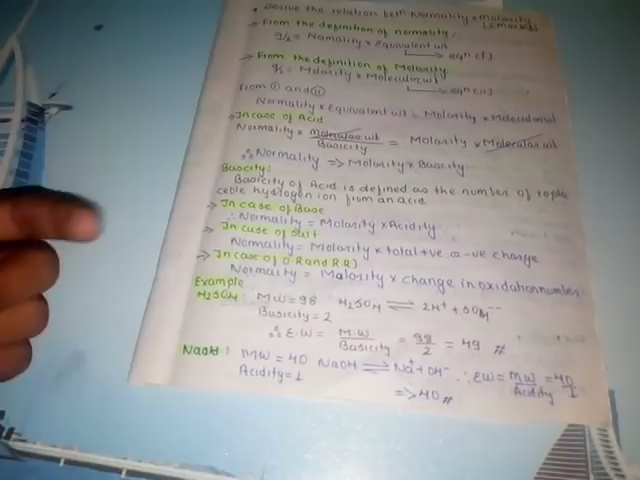 • Derive the relation betn Normality & Molarity
(2 marks)
→ From the definition of normality,
g/L = Normality × Equivalent wt
→ eqn (i)
→ From the definition of Molarity
g/L = Molarity × Molecular wt
→ eqn (ii)
From ① and ⑪
Normality × Equivalent wt = Molarity × Molecular wt
→ In case of Acid
Normality × Molecular wt / Basicity = Molarity × Molecular wt
∴ Normality => Molarity × Basicity
Basicity:
Basicity of Acid is defined as the number of repla
ceble hydrogen ion from an acid
→ In case of Base
∴ Normality = Molarity × Acidity
→ In case of salt
Normality = Molarity × total +ve or -ve charge
→ In case of O.R and R.R)
Normality = Molarity × change in oxidation number
Example
H2SO4: MW = 98 H2SO4 ⇌ 2H+ + SO4--
Basicity = 2
∴ E.W = M.W / Basicity = 98/2 = 49 #
NaOH: MW = 40 NaOH ⇌ Na+ + OH- ∴ EW = MW / Acidity = 40/1
Acidity = 1
=> 40 #